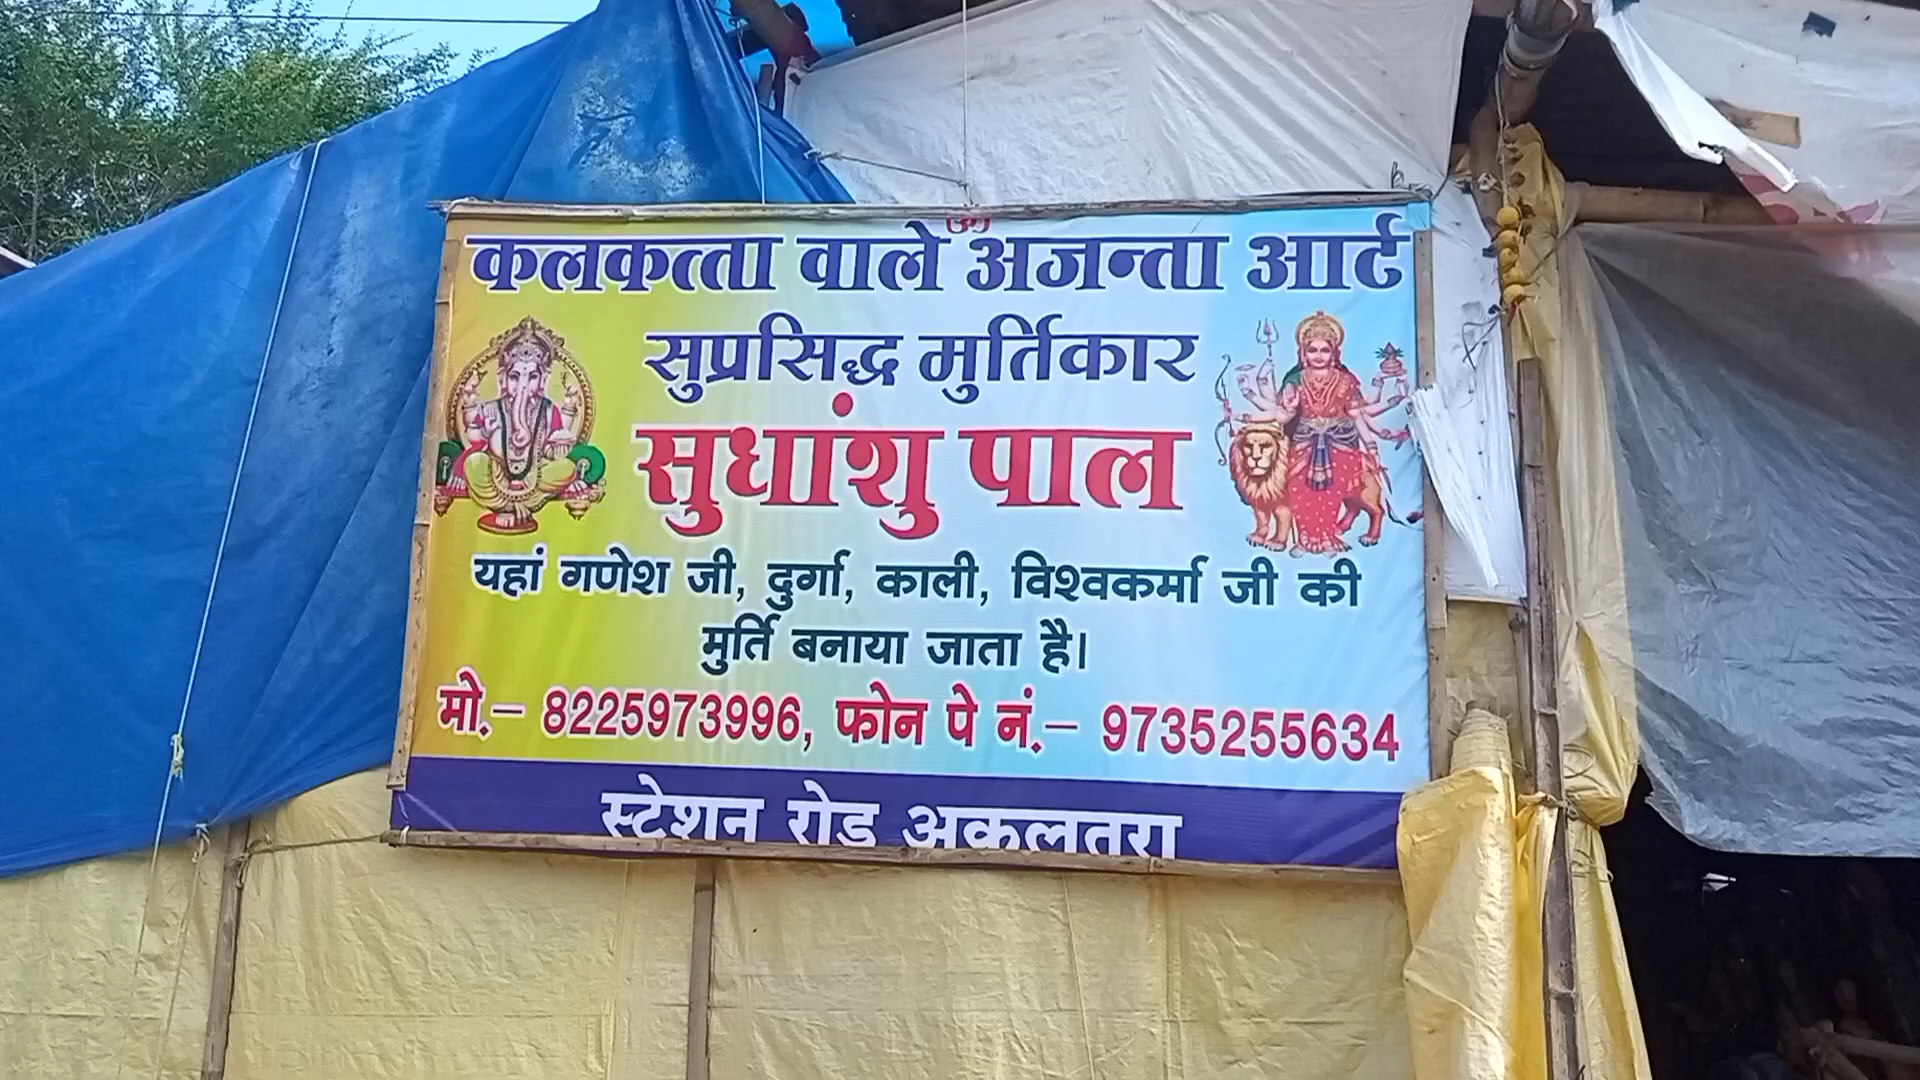 ॐ
कलकत्ता वाले अजन्ता आर्ट
सुप्रसिद्ध मुर्तिकार
सुधांशु पाल
यहां गणेश जी, दुर्गा, काली, विश्वकर्मा जी की
मुर्ति बनाया जाता है।
मो.– 8225973996, फोन पे नं.– 9735255634
स्टेशन रोड अकलतरा